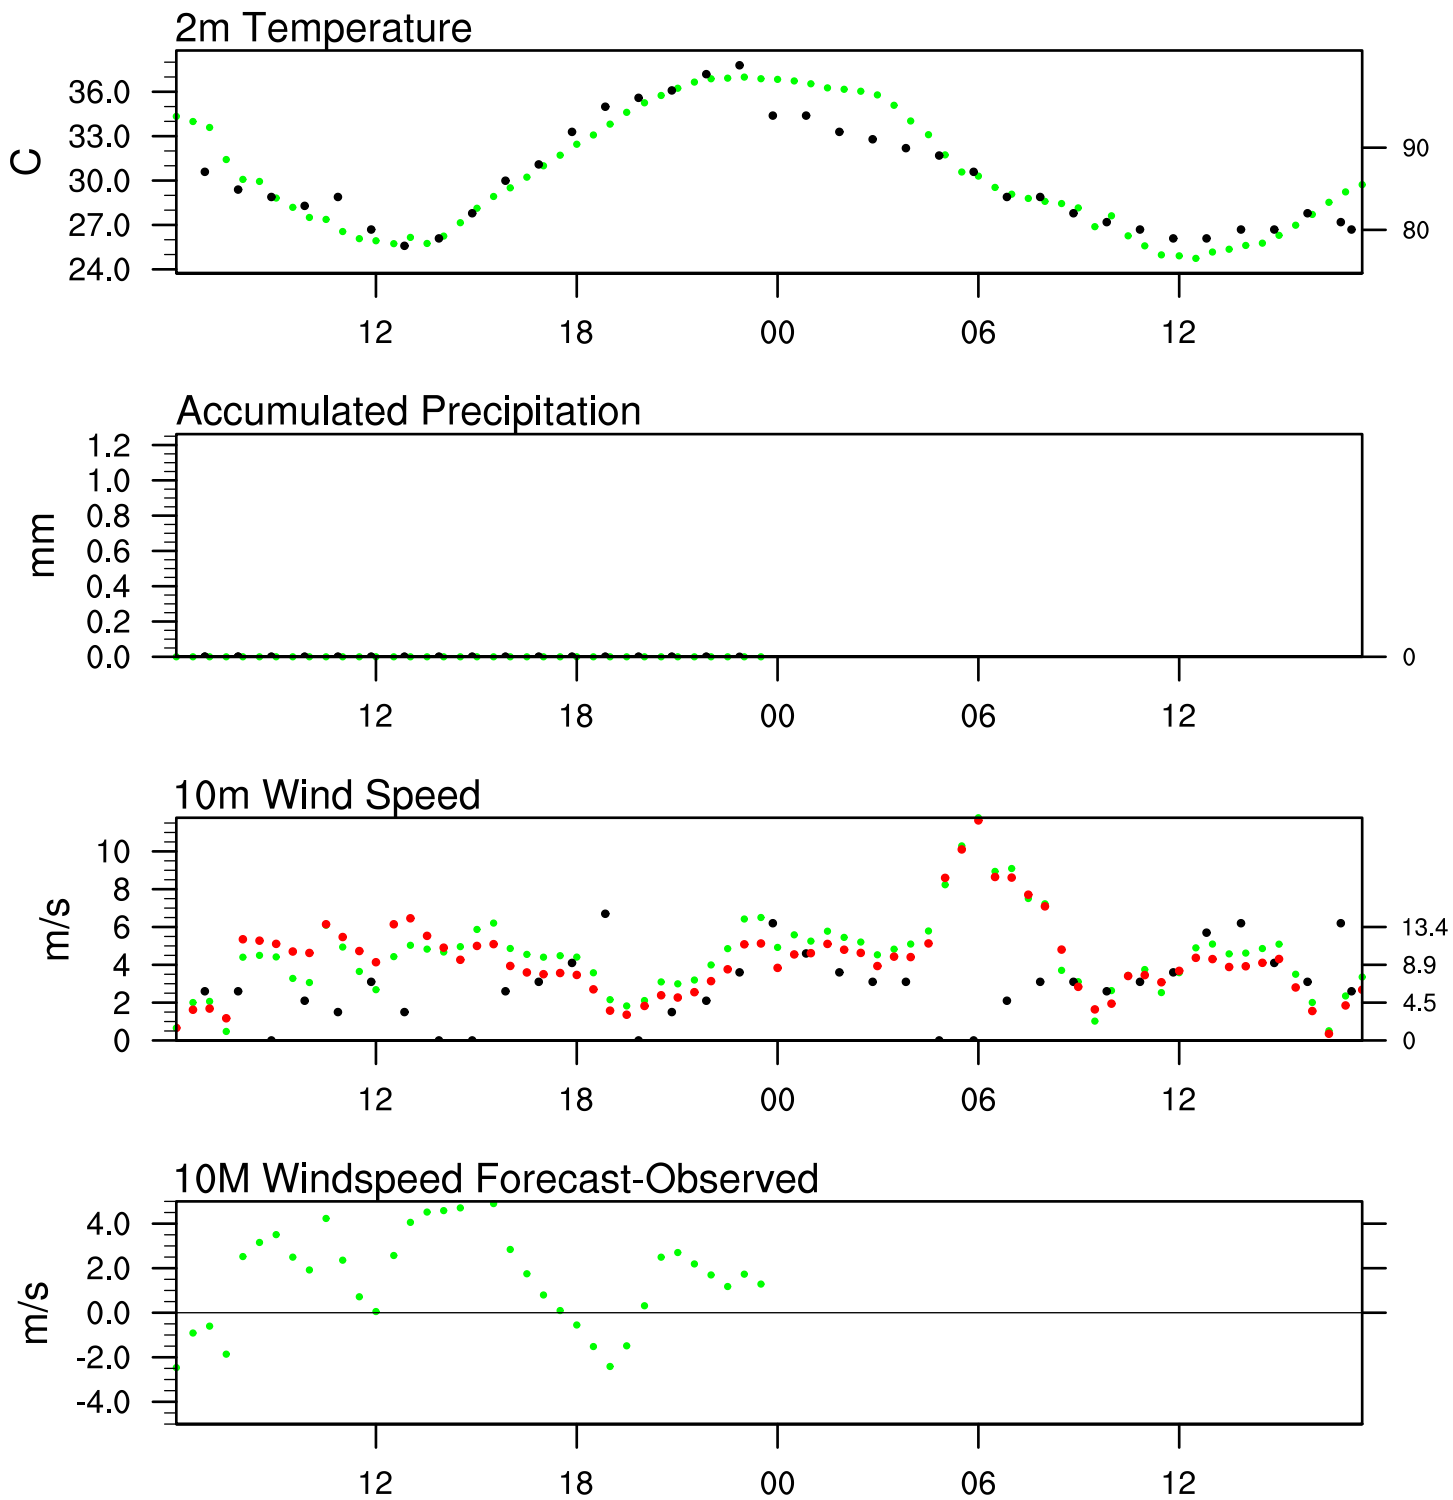 2m Temperature
C
36.0
33.0
30.0
27.0
24.0
90
80
12 18 00 06 12
Accumulated Precipitation
mm
1.2
1.0
0.8
0.6
0.4
0.2
0.0
0
12 18 00 06 12
10m Wind Speed
m/s
10
8
6
4
2
0
13.4
8.9
4.5
0
12 18 00 06 12
10M Windspeed Forecast-Observed
m/s
4.0
2.0
0.0
-2.0
-4.0
12 18 00 06 12